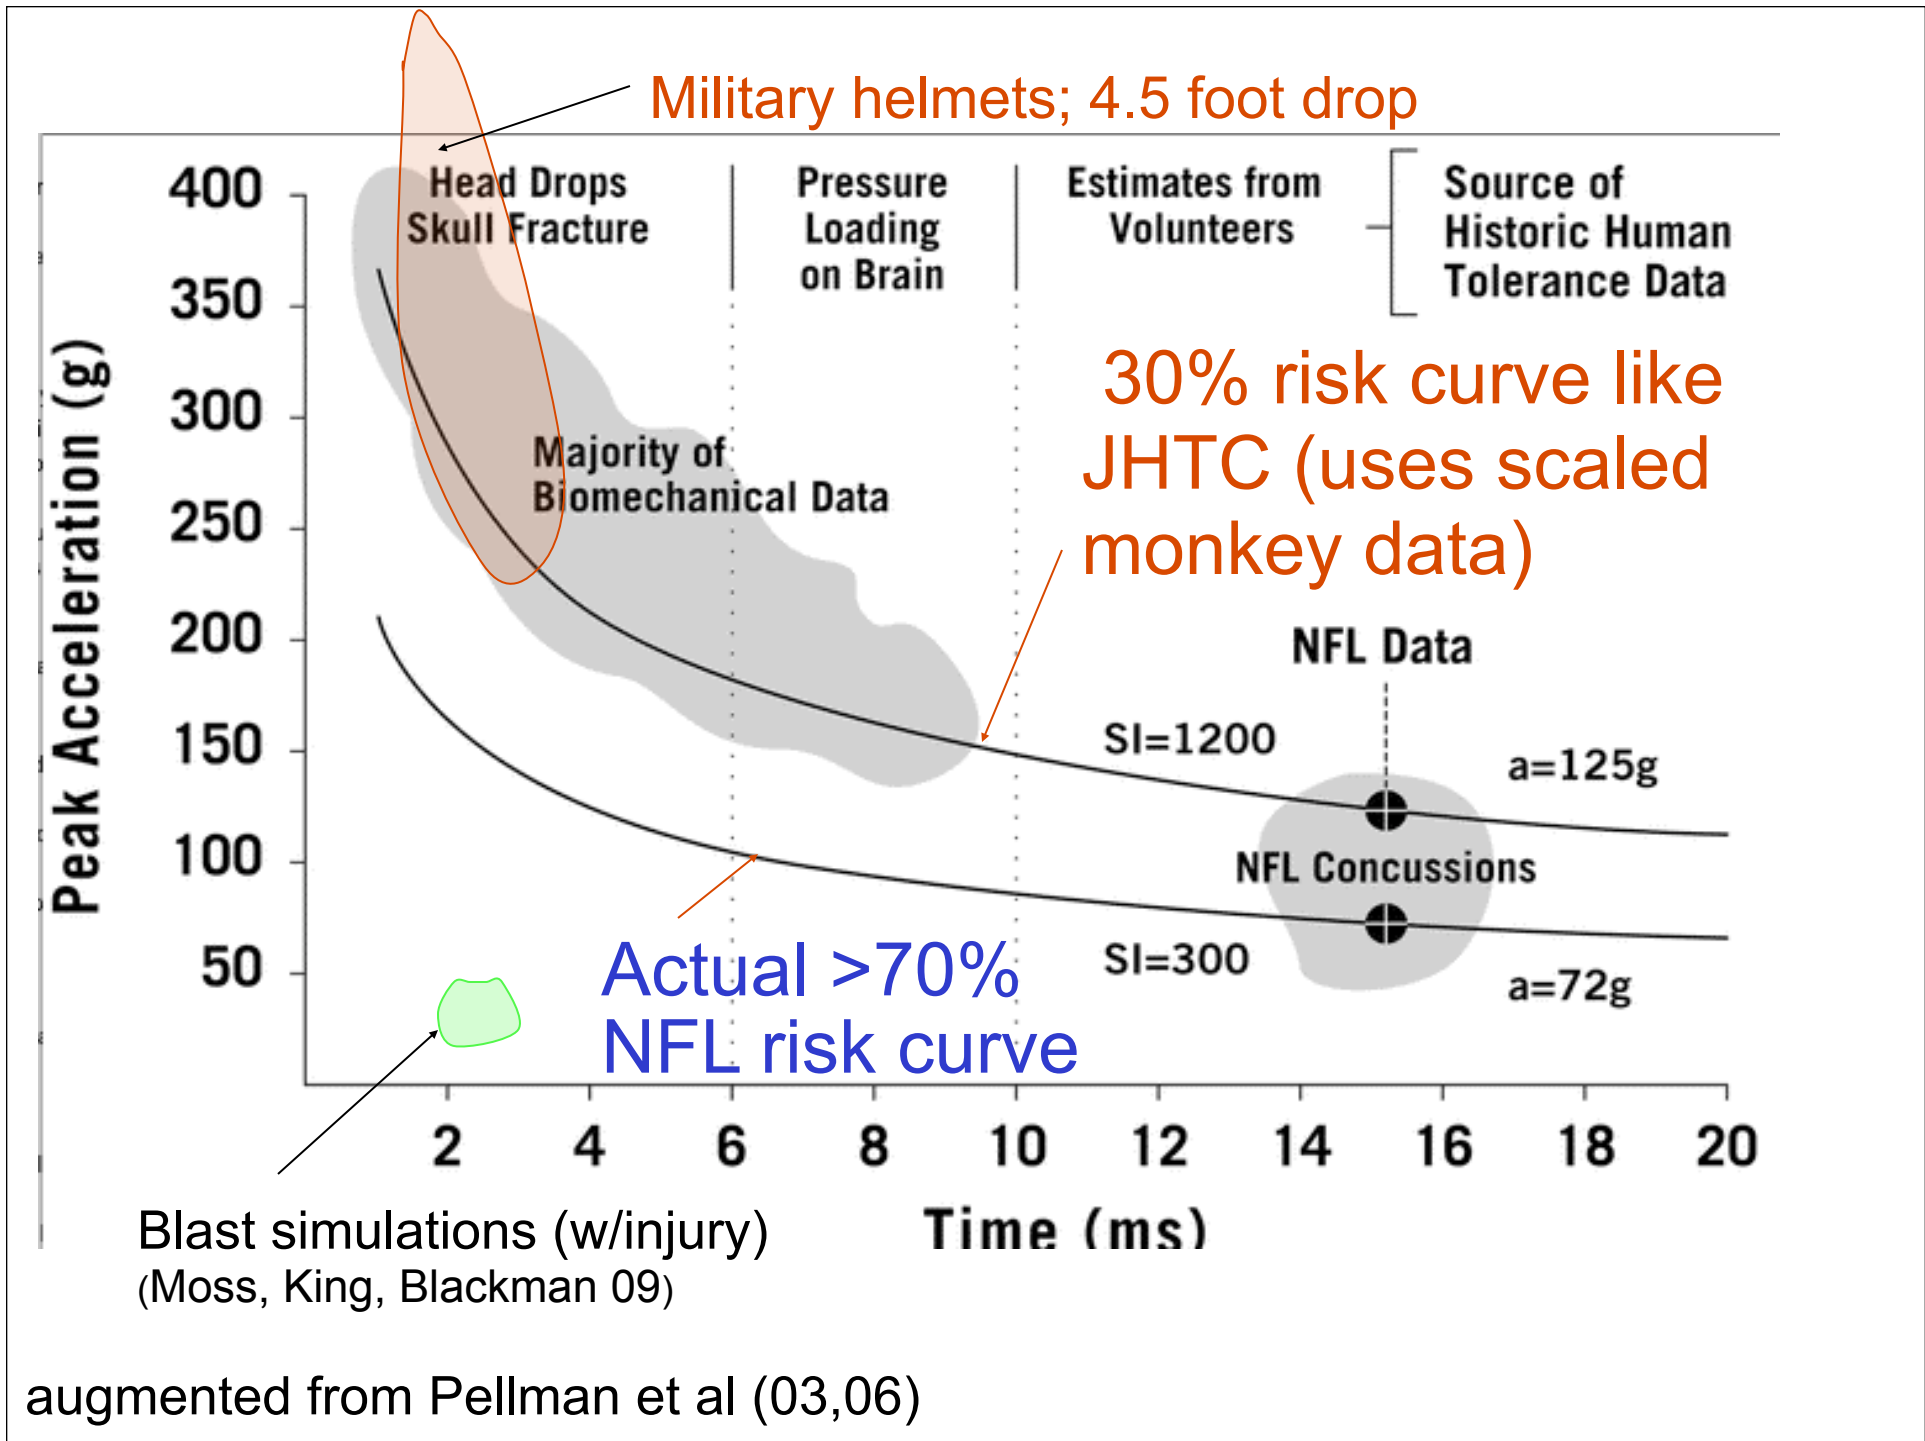 Military helmets; 4.5 foot drop
Head Drops
Skull Fracture
Pressure
Loading
on Brain
Estimates from
Volunteers
Source of
Historic Human
Tolerance Data
400
350
300
250
200
150
100
50
Peak Acceleration (g)
30% risk curve like
JHTC (uses scaled
monkey data)
Majority of
Biomechanical Data
NFL Data
SI=1200
a=125g
NFL Concussions
SI=300
a=72g
Actual >70%
NFL risk curve
2 4 6 8 10 12 14 16 18 20
Time (ms)
Blast simulations (w/injury)
(Moss, King, Blackman 09)
augmented from Pellman et al (03,06)